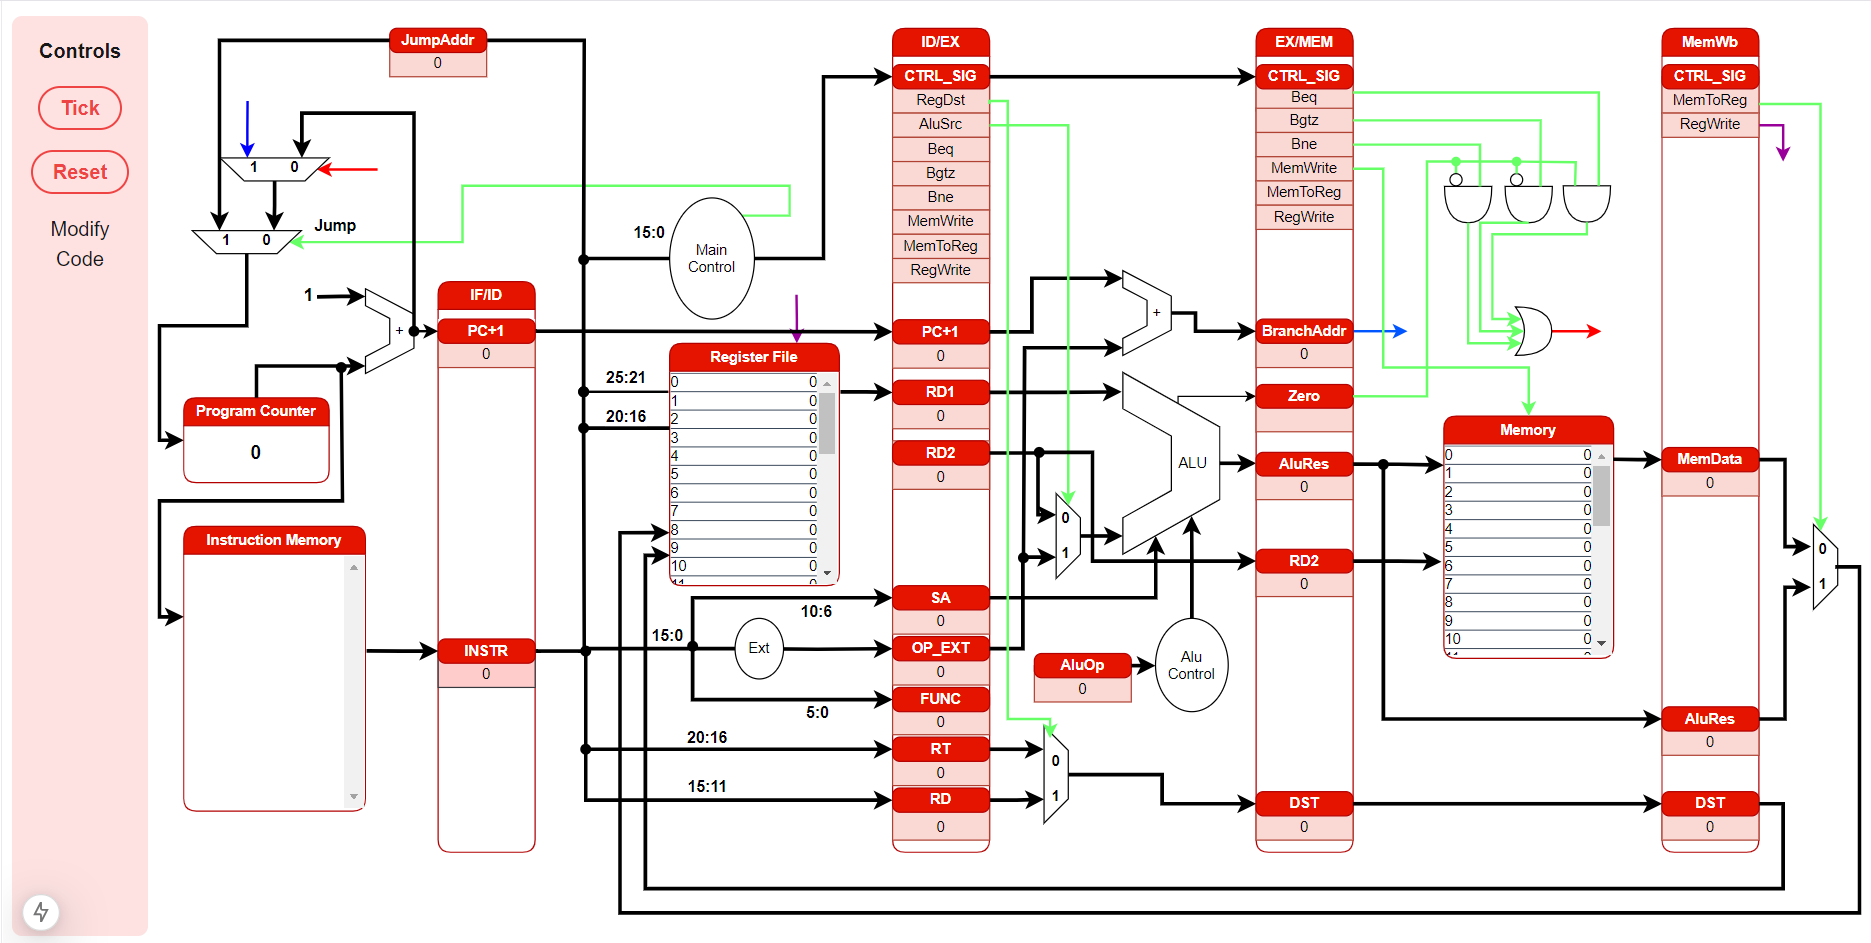 Controls
Tick
Reset
Modify
Code
JumpAddr
0
1 0
1 0
Jump
1
+
Program Counter
0
Instruction Memory
IF/ID
PC+1
0
INSTR
0
15:0
Main
Control
25:21
20:16
Register File
0 0
1 0
2 0
3 0
4 0
5 0
6 0
7 0
8 0
9 0
10 0
11 0
10:6
15:0
Ext
5:0
20:16
15:11
ID/EX
CTRL_SIG
RegDst
AluSrc
Beq
Bgtz
Bne
MemWrite
MemToReg
RegWrite
PC+1
0
RD1
0
RD2
0
SA
0
OP_EXT
0
FUNC
0
RT
0
RD
0
+
ALU
0
1
AluOp
0
Alu
Control
0
1
EX/MEM
CTRL_SIG
Beq
Bgtz
Bne
MemWrite
MemToReg
RegWrite
BranchAddr
0
Zero
AluRes
0
RD2
0
DST
0
Memory
0 0
1 0
2 0
3 0
4 0
5 0
6 0
7 0
8 0
9 0
10 0
11 0
MemWb
CTRL_SIG
MemToReg
RegWrite
MemData
0
AluRes
0
DST
0
0
1